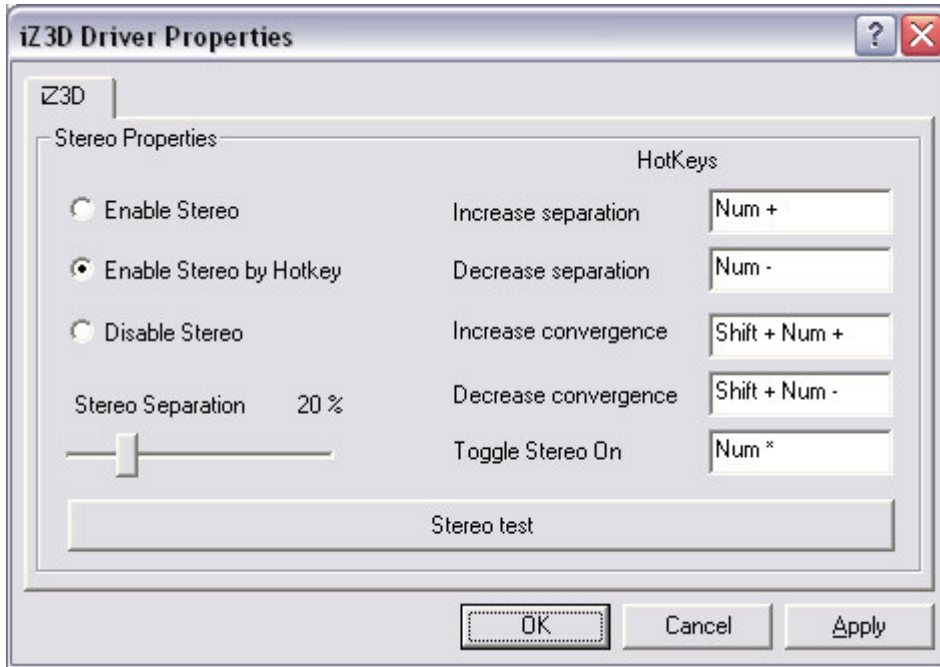 iZ3D Driver Properties
iZ3D
Stereo Properties
HotKeys
Enable Stereo
Increase separation Num +
Enable Stereo by Hotkey
Decrease separation Num -
Disable Stereo
Increase convergence Shift + Num +
Stereo Separation 20 %
Decrease convergence Shift + Num -
Toggle Stereo On Num *
Stereo test
OK Cancel Apply